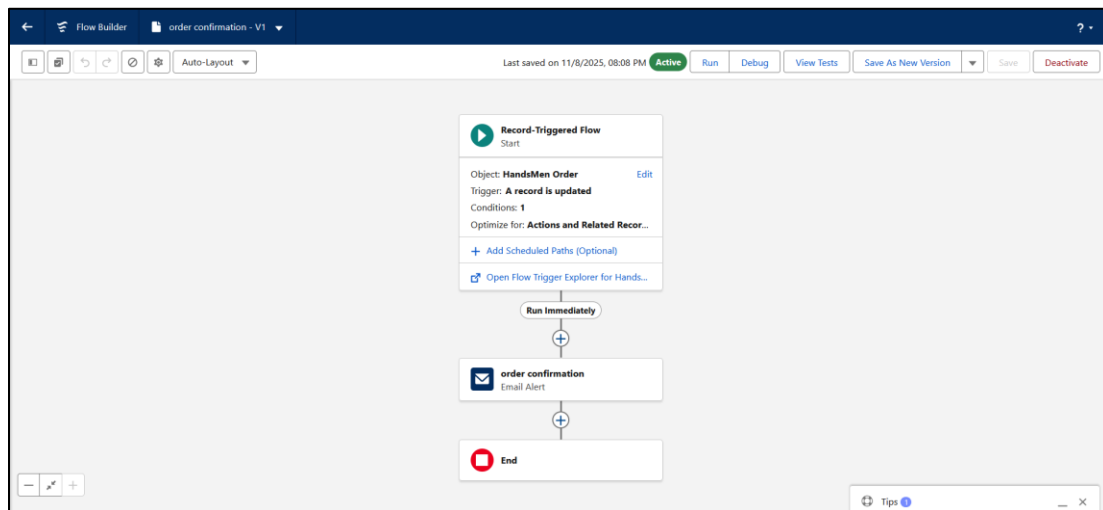 Flow Builder order confirmation - V1 ? 
Auto-Layout Last saved on 11/8/2025, 08:08 PM Active Run Debug View Tests Save As New Version Save Deactivate
Record-Triggered Flow
Start
Object: HandsMen Order Edit
Trigger: A record is updated
Conditions: 1
Optimize for: Actions and Related Recor...
+ Add Scheduled Paths (Optional)
Open Flow Trigger Explorer for Hands...
Run Immediately
order confirmation
Email Alert
End
Tips 1